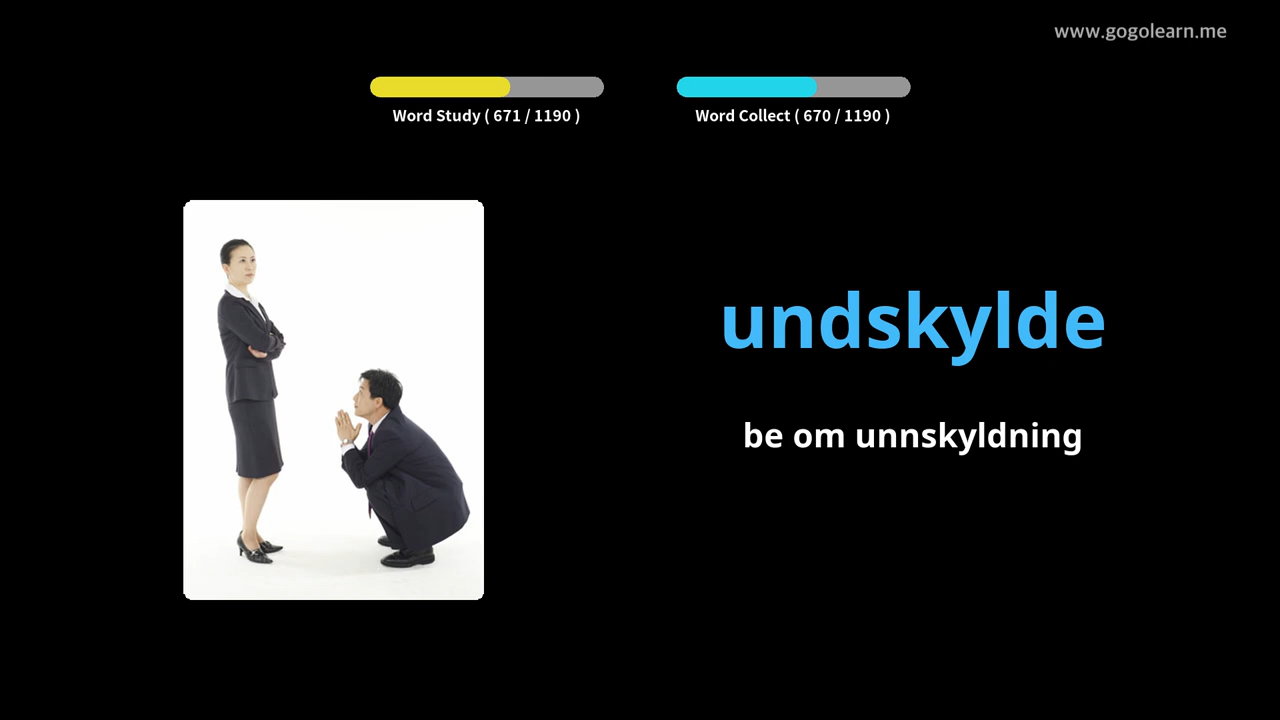 www.gogolearn.me
Word Study ( 671 / 1190 )
Word Collect ( 670 / 1190 )
undskylde
be om unnskyldning